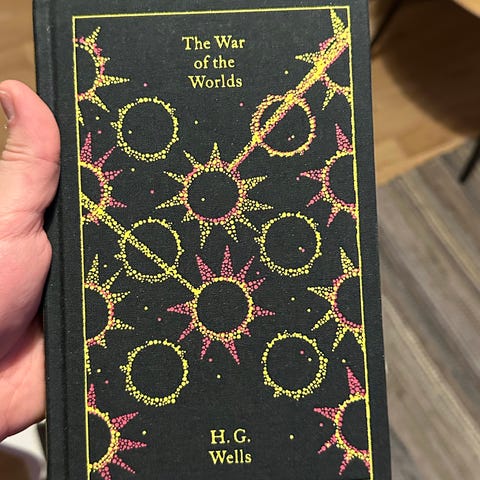 The War
of the
Worlds
H. G.
Wells